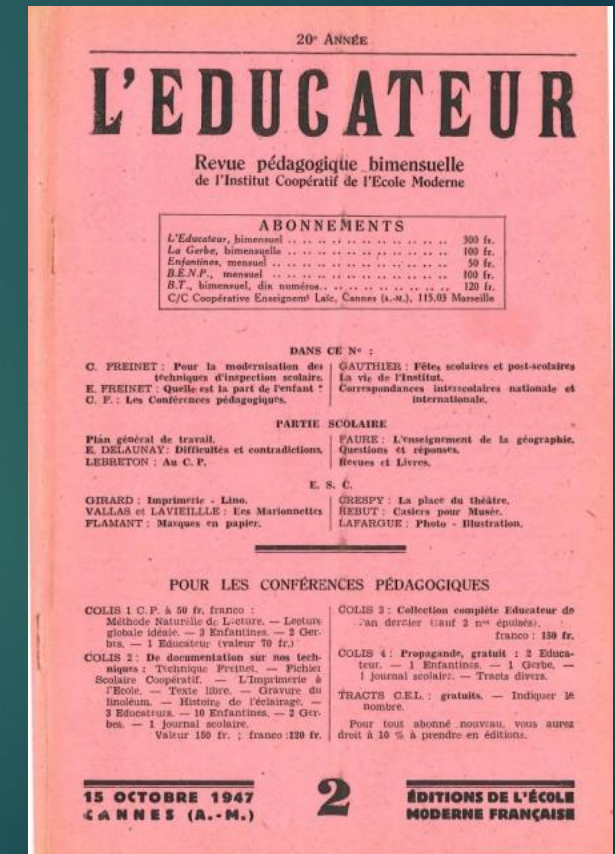 20e ANNÉE
L'EDUCATEUR
Revue pédagogique bimensuelle
de l'Institut Coopératif de l'Ecole Moderne
ABONNEMENTS
L'Educateur, bimensuel .. .. .. .. .. .. .. .. .. .. 300 fr.
La Gerbe, bimensuelle .. .. .. .. .. .. .. .. .. .. 100 fr.
Enfantines, mensuel .. .. .. .. .. .. .. .. .. .. 50 fr.
B.E.N.P., mensuel .. .. .. .. .. .. .. .. .. .. 100 fr.
B.T., bimensuel, dix numéros.. .. .. .. .. .. .. .. 120 fr.
C/C Coopérative Enseignemt Laïc, Cannes (A.-M.), 115.03 Marseille
DANS CE No :
C. FREINET : Pour la modernisation des
techniques d'inspection scolaire.
E. FREINET : Quelle est la part de l'enfant ?
C. F. : Les Conférences pédagogiques.
GAUTHIER : Fêtes scolaires et post-scolaires
La vie de l'Institut.
Correspondances interscolaires nationale et
internationale.
PARTIE SCOLAIRE
Plan général de travail.
E. DELAUNAY : Difficultés et contradictions.
LEBRETON : Au C. P.
FAURE : L'enseignement de la géographie.
Questions et réponses.
Revues et Livres.
E. S. C.
GIRARD : Imprimerie - Lino.
VALLAS et LAVIEILLLE : Les Marionnettes
FLAMANT : Masques en papier.
CRESPY : La place du théâtre.
REBUT : Casiers pour Musée.
LAFARGUE : Photo - Illustration.
POUR LES CONFÉRENCES PÉDAGOGIQUES
COLIS 1 C.P. à 50 fr. franco :
Méthode Naturelle de Lecture. — Lecture
globale idéale. — 3 Enfantines. — 2 Ger-
bes. — 1 Educateur (valeur 70 fr.)
COLIS 2 : De documentation sur nos tech-
niques : Technique Freinet. — Fichier
Scolaire Coopératif. — L'Imprimerie à
l'Ecole. — Texte libre. — Gravure du
linoléum. — Histoire de l'éclairage. —
3 Educateurs. — 10 Enfantines. — 2 Ger-
bes. — 1 journal scolaire.
Valeur 150 fr. ; franco :120 fr.
COLIS 3 : Collection complète Educateur de
l'an dernier (sauf 2 nos épuisés), :
franco : 150 fr.
COLIS 4 : Propagande, gratuit : 2 Educa-
teur. — 1 Enfantines. — 1 Gerbe. —
1 journal scolaire. — Tracts divers.
TRACTS C.E.L. : gratuits. — Indiquer le
nombre.
Pour tout abonné nouveau, vous aurez
droit à 10 % à prendre en éditions.
15 OCTOBRE 1947
CANNES (A.-M.)
2
ÉDITIONS DE L'ÉCOLE
MODERNE FRANÇAISE